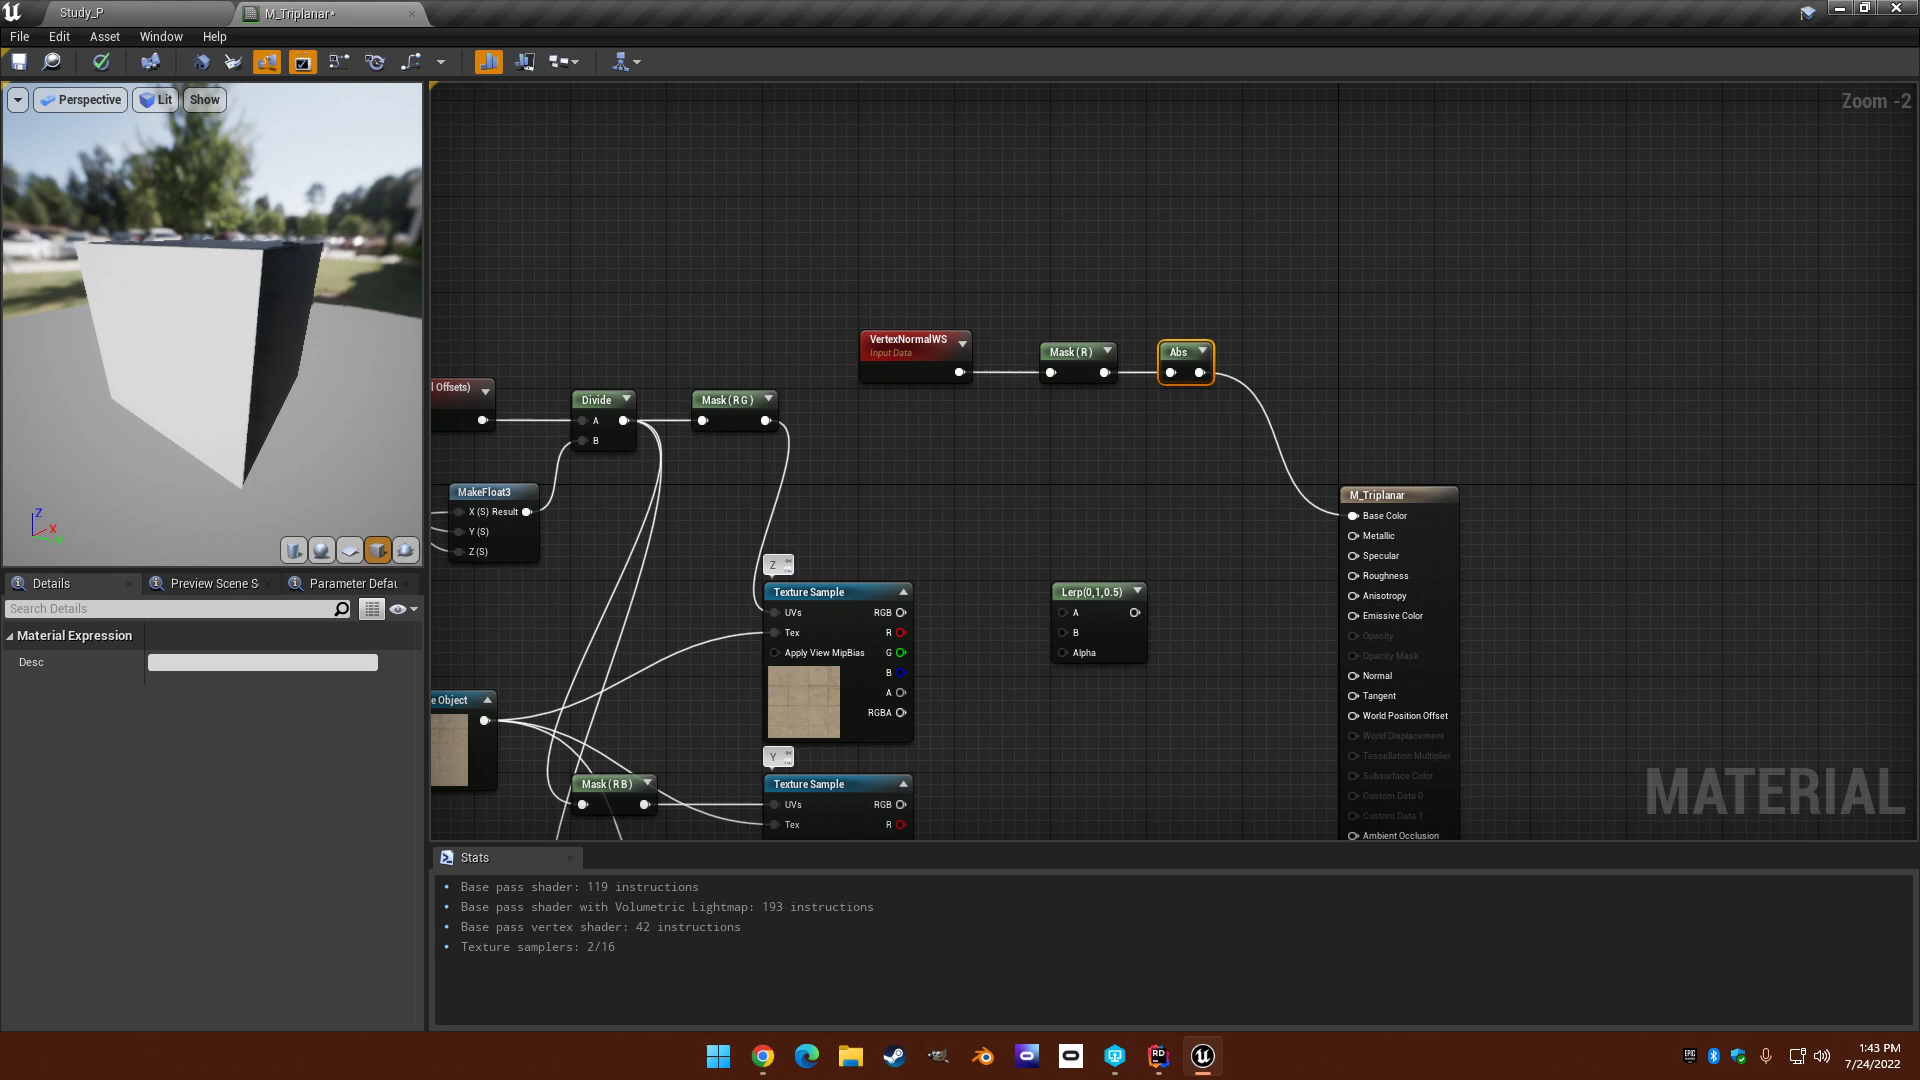 Study_P
M_Triplanar*
File Edit Asset Window Help
Perspective
Lit
Show
Zoom -2
VertexNormalWS
Input Data
Mask ( R )
Abs
l Offsets)
Divide
A
B
Mask ( R G )
MakeFloat3
X (S) Result
Y (S)
Z (S)
Z
X
Y
M_Triplanar
Base Color
Metallic
Specular
Roughness
Anisotropy
Emissive Color
Opacity
Opacity Mask
Normal
Tangent
World Position Offset
World Displacement
Tessellation Multiplier
Subsurface Color
Custom Data 0
Custom Data 1
Ambient Occlusion
Z
Texture Sample
UVs RGB
Tex R
Apply View MipBias G
B
A
RGBA
Lerp(0,1,0.5)
A
B
Alpha
Details
Preview Scene S
Parameter Defau
Search Details
Material Expression
Desc
e Object
Y
Mask ( R B )
Texture Sample
UVs RGB
Tex R
MATERIAL
Stats
Base pass shader: 119 instructions
Base pass shader with Volumetric Lightmap: 193 instructions
Base pass vertex shader: 42 instructions
Texture samplers: 2/16
EPIC
RD
1:43 PM
7/24/2022